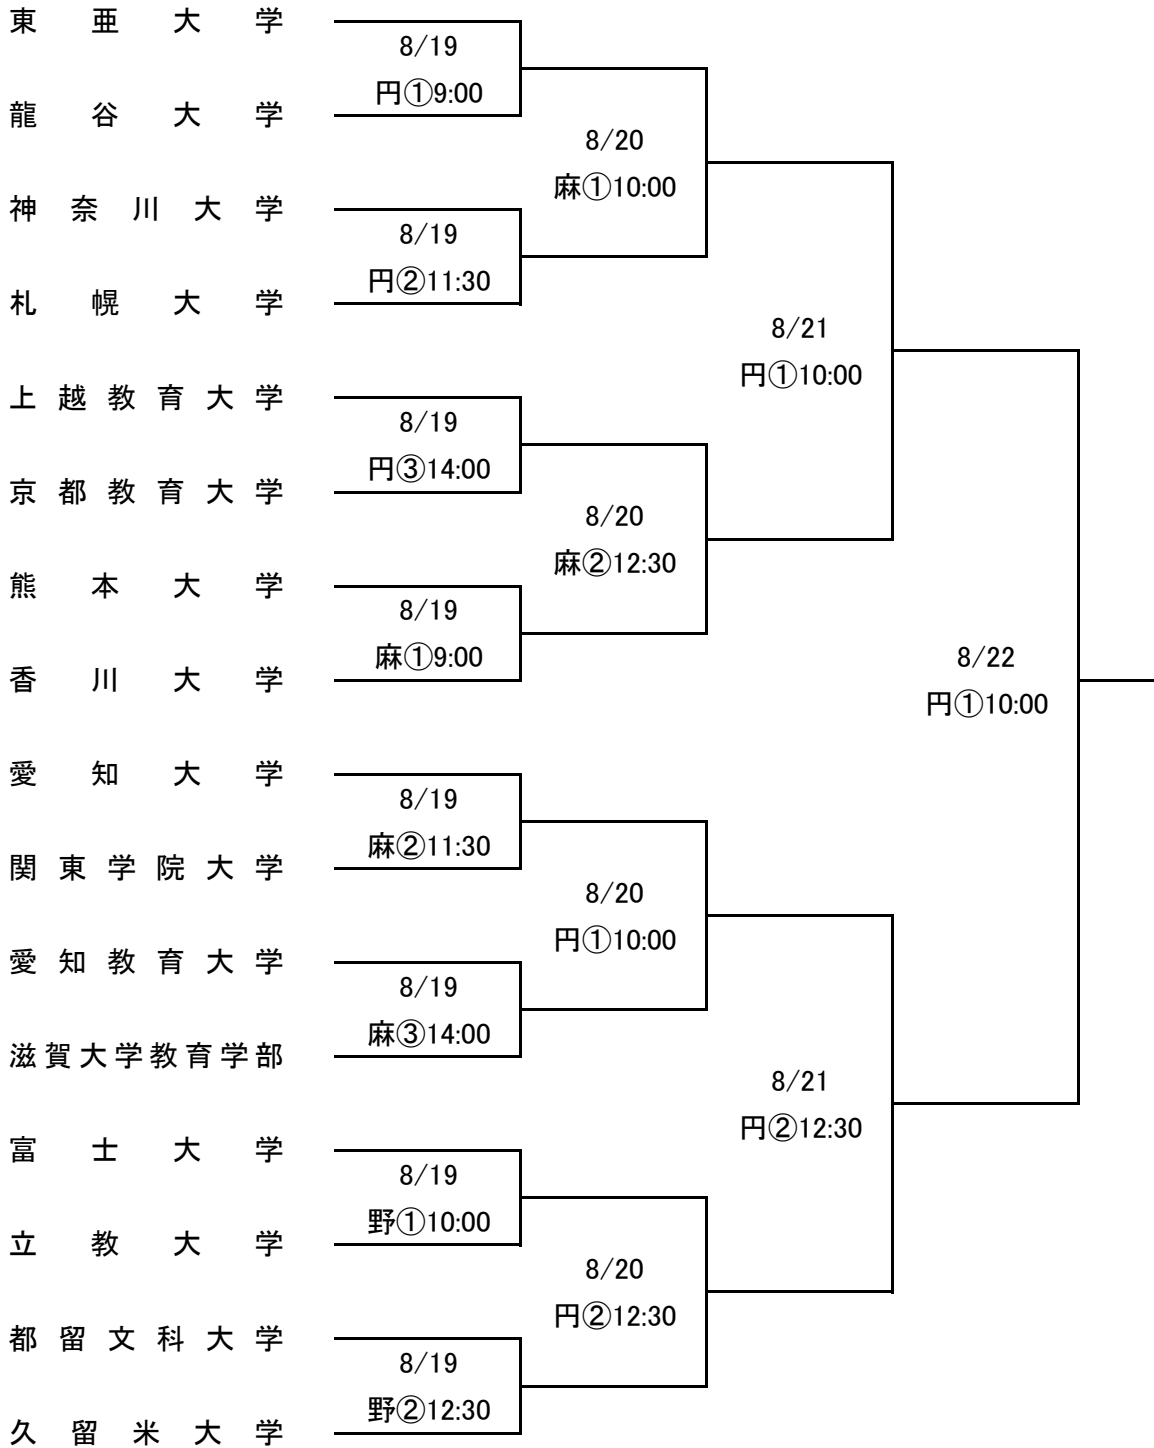 東亜大学
8/19
円①9:00
龍谷大学
8/20
麻①10:00
神奈川大学
8/19
円②11:30
札幌大学
8/21
円①10:00
上越教育大学
8/19
円③14:00
京都教育大学
8/20
麻②12:30
熊本大学
8/19
麻①9:00
香川大学
8/22
円①10:00
愛知大学
8/19
麻②11:30
関東学院大学
8/20
円①10:00
愛知教育大学
8/19
麻③14:00
滋賀大学教育学部
8/21
円②12:30
富士大学
8/19
野①10:00
立教大学
8/20
円②12:30
都留文科大学
8/19
野②12:30
久留米大学